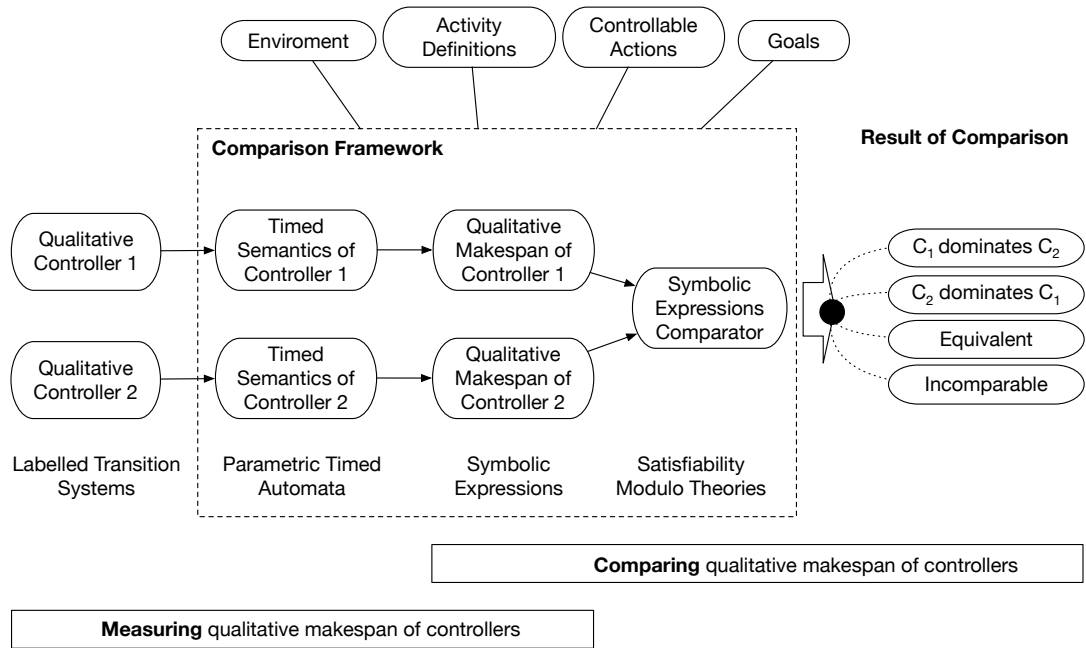 Enviroment
Activity
Definitions
Controllable
Actions
Goals
Comparison Framework
Result of Comparison
Qualitative
Controller 1
Timed
Semantics of
Controller 1
Qualitative
Makespan of
Controller 1
Symbolic
Expressions
Comparator
C₁ dominates C₂
C₂ dominates C₁
Equivalent
Incomparable
Qualitative
Controller 2
Timed
Semantics of
Controller 2
Qualitative
Makespan of
Controller 2
Labelled Transition
Systems
Parametric Timed
Automata
Symbolic
Expressions
Satisfiability
Modulo Theories
Comparing qualitative makespan of controllers
Measuring qualitative makespan of controllers